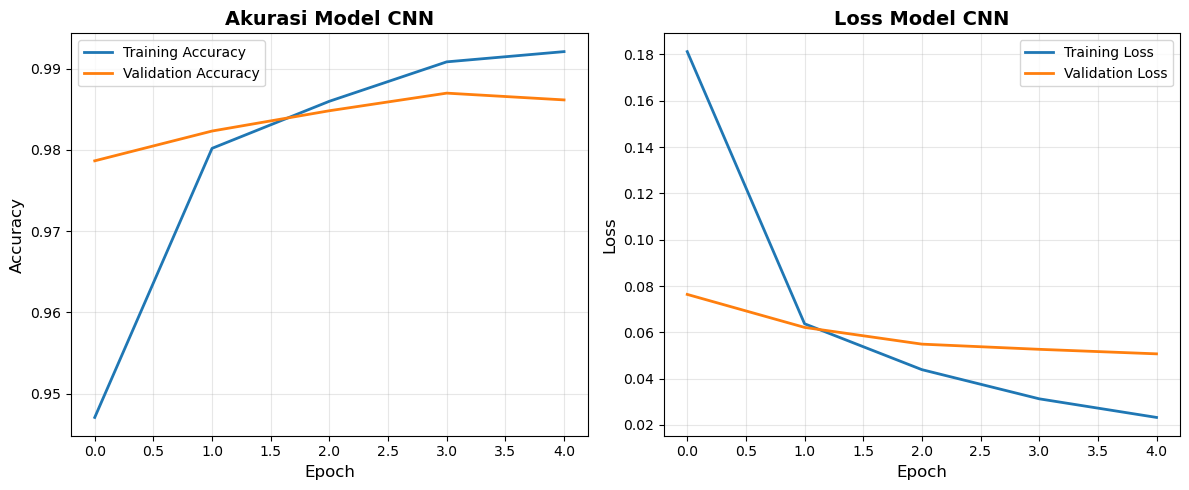 Akurasi Model CNN
Training Accuracy
Validation Accuracy
Accuracy
0.99
0.98
0.97
0.96
0.95
0.0 0.5 1.0 1.5 2.0 2.5 3.0 3.5 4.0
Epoch
Loss Model CNN
Training Loss
Validation Loss
Loss
0.18
0.16
0.14
0.12
0.10
0.08
0.06
0.04
0.02
0.0 0.5 1.0 1.5 2.0 2.5 3.0 3.5 4.0
Epoch